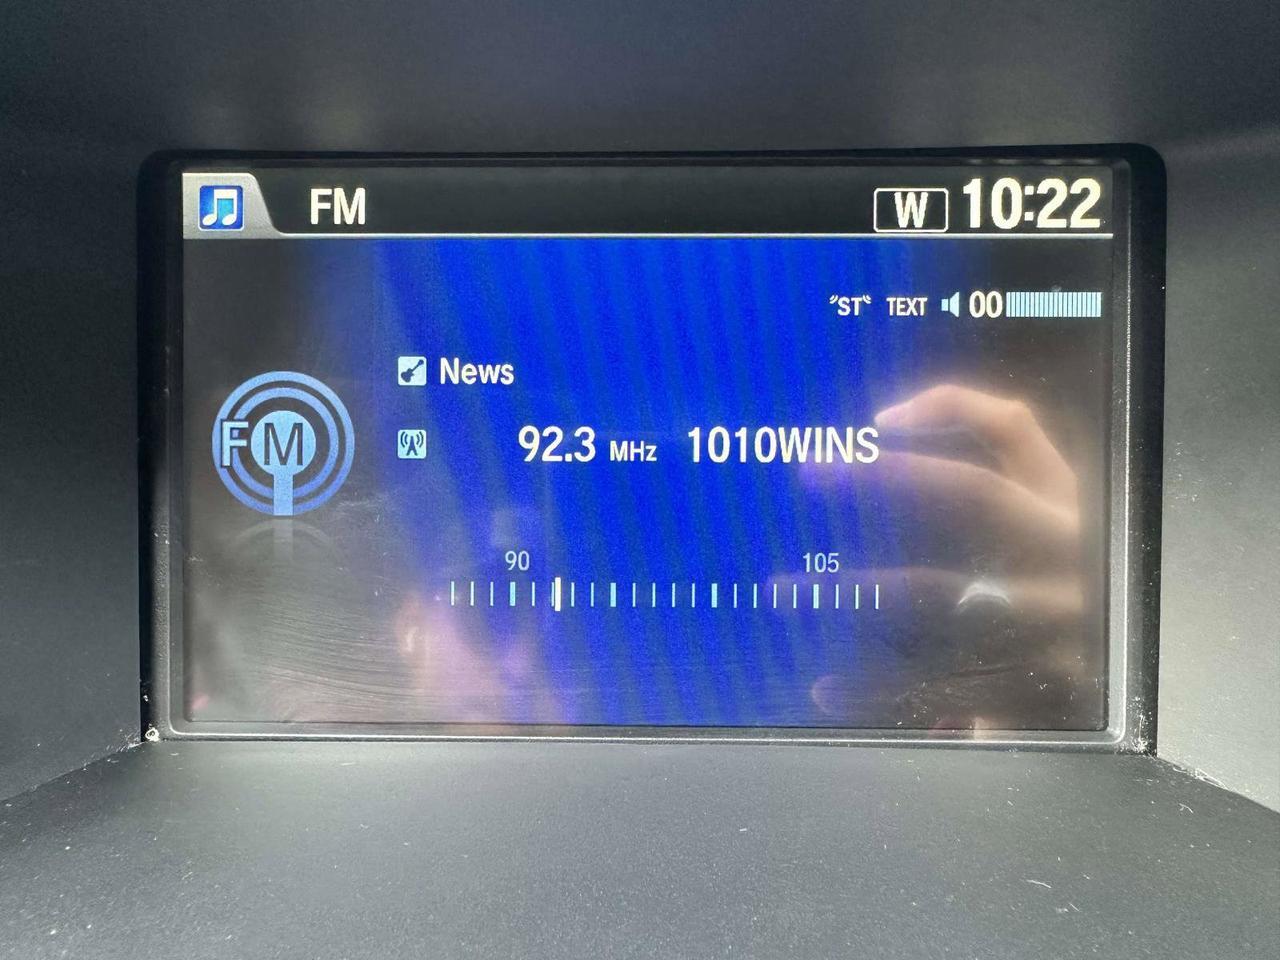 FM W 10:22
"ST" TEXT 00
News
FM
92.3 MHz 1010WINS
90 105